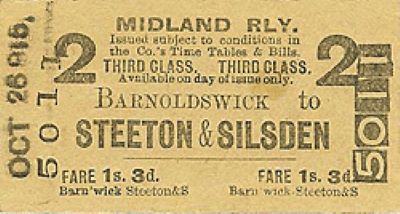 MIDLAND RLY.
Issued subject to conditions in
the Co.'s Time Tables & Bills.
2 THIRD CLASS. THIRD CLASS. 2
Available on day of issue only.
BARNOLDSWICK to
STEETON & SILSDEN
FARE 1s. 3d. FARE 1s. 3d.
Barn'wick-Steeton&S Barn'wick-Steeton&S
OCT 26 915
5011
5011